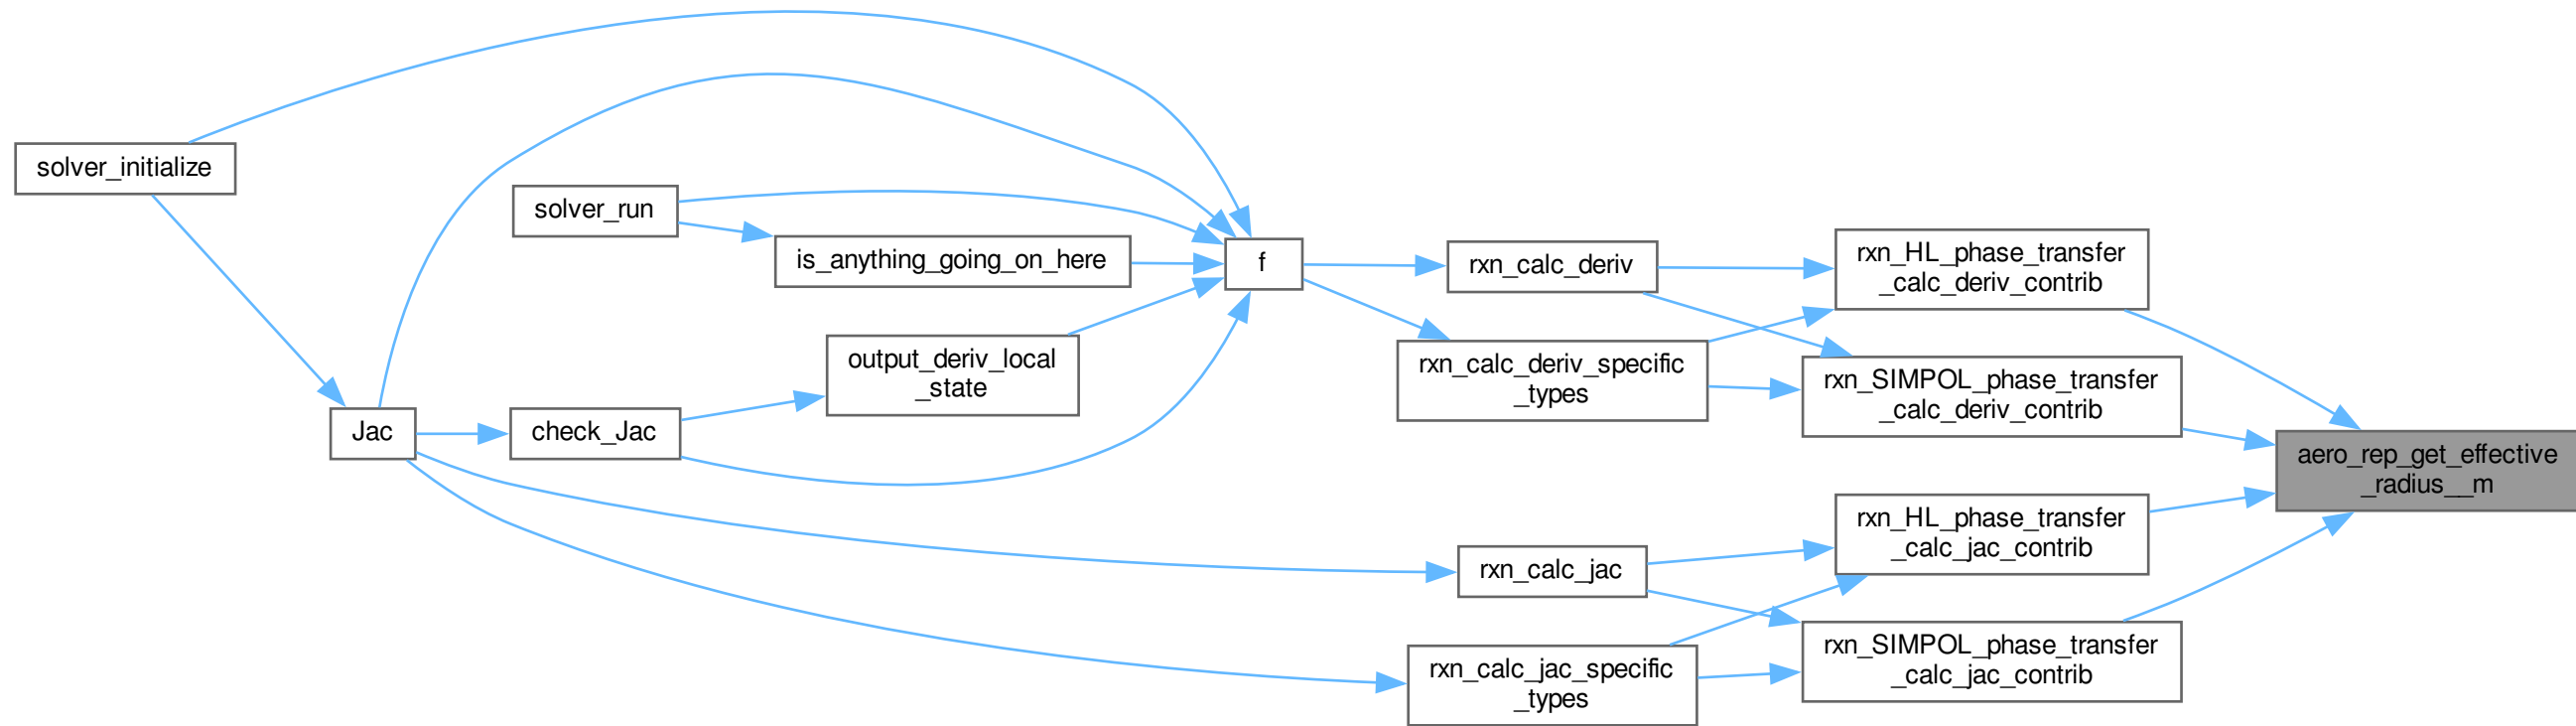 solver_initialize
solver_run
is_anything_going_on_here
f
rxn_calc_deriv
rxn_HL_phase_transfer
_calc_deriv_contrib
output_deriv_local
_state
rxn_calc_deriv_specific
_types
rxn_SIMPOL_phase_transfer
_calc_deriv_contrib
Jac
check_Jac
aero_rep_get_effective
_radius__m
rxn_HL_phase_transfer
_calc_jac_contrib
rxn_calc_jac
rxn_SIMPOL_phase_transfer
_calc_jac_contrib
rxn_calc_jac_specific
_types